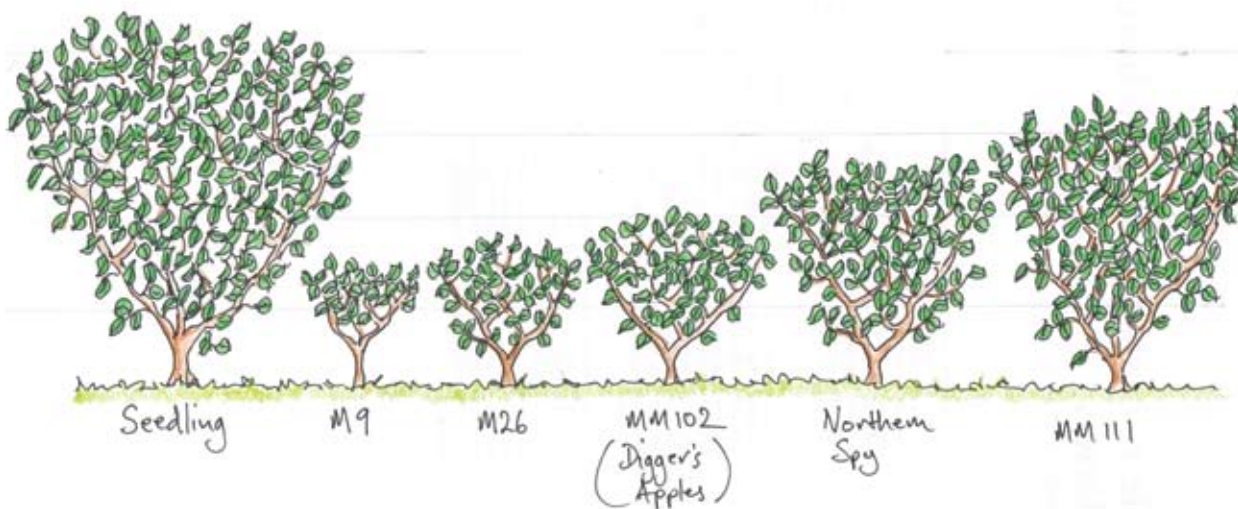 Seedling
M9
M26
MM102
(Digger's
Apples)
Northern
Spy
MM111